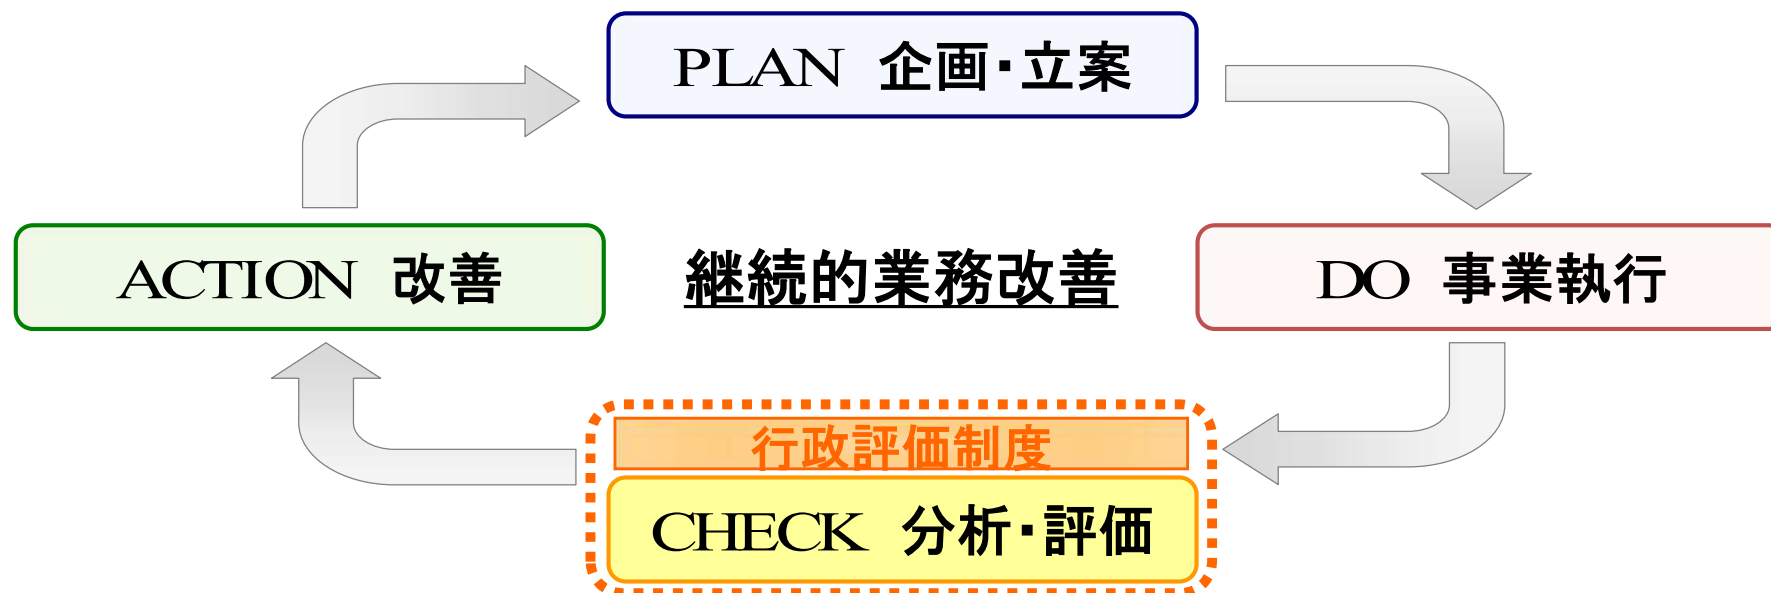 PLAN 企画・立案
ACTION 改善
継続的業務改善
DO 事業執行
行政評価制度
CHECK 分析・評価